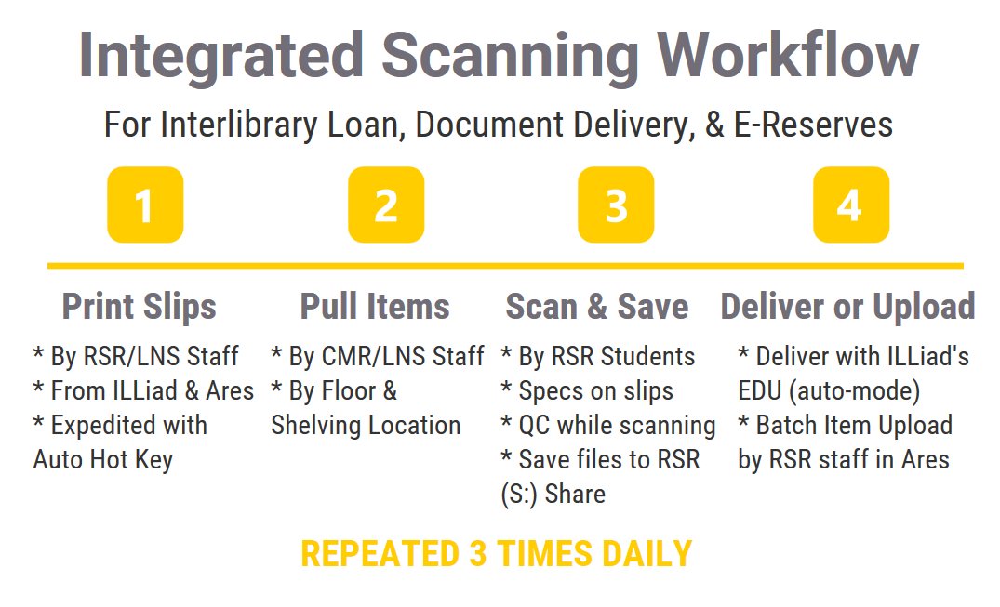 Integrated Scanning Workflow
For Interlibrary Loan, Document Delivery, & E-Reserves
1
2
3
4
Print Slips
* By RSR/LNS Staff
* From ILLiad & Ares
* Expedited with
Auto Hot Key
Pull Items
* By CMR/LNS Staff
* By Floor &
Shelving Location
Scan & Save
* By RSR Students
* Specs on slips
* QC while scanning
* Save files to RSR
(S:) Share
Deliver or Upload
* Deliver with ILLiad's
EDU (auto-mode)
* Batch Item Upload
by RSR staff in Ares
REPEATED 3 TIMES DAILY